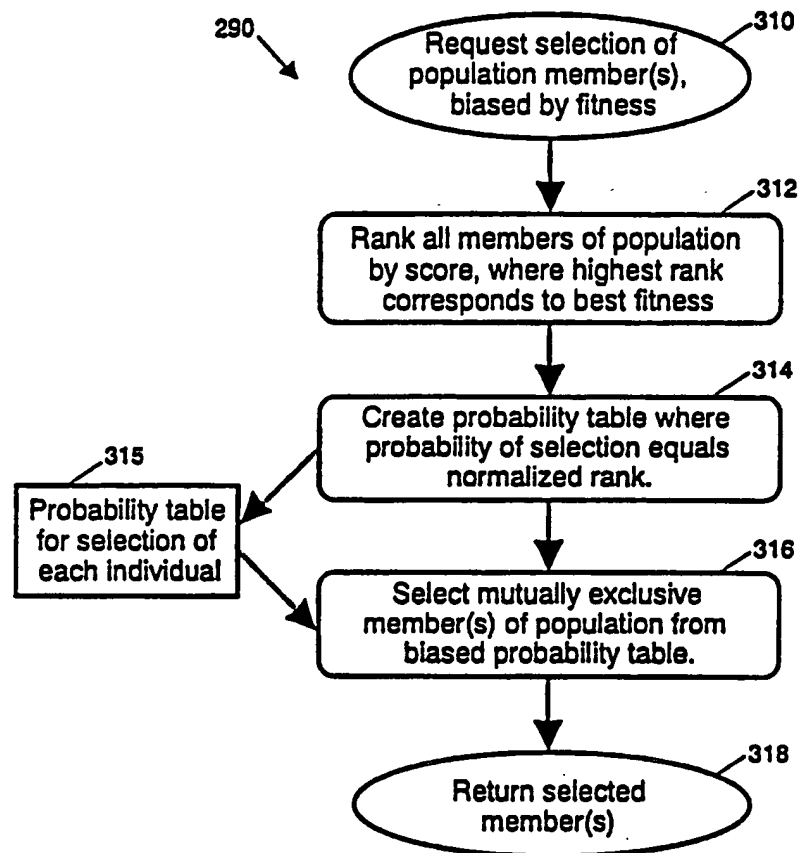 290
310
Request selection of
population member(s),
biased by fitness
312
Rank all members of population
by score, where highest rank
corresponds to best fitness
314
Create probability table where
probability of selection equals
normalized rank.
315
Probability table
for selection of
each individual
316
Select mutually exclusive
member(s) of population from
biased probability table.
318
Return selected
member(s)